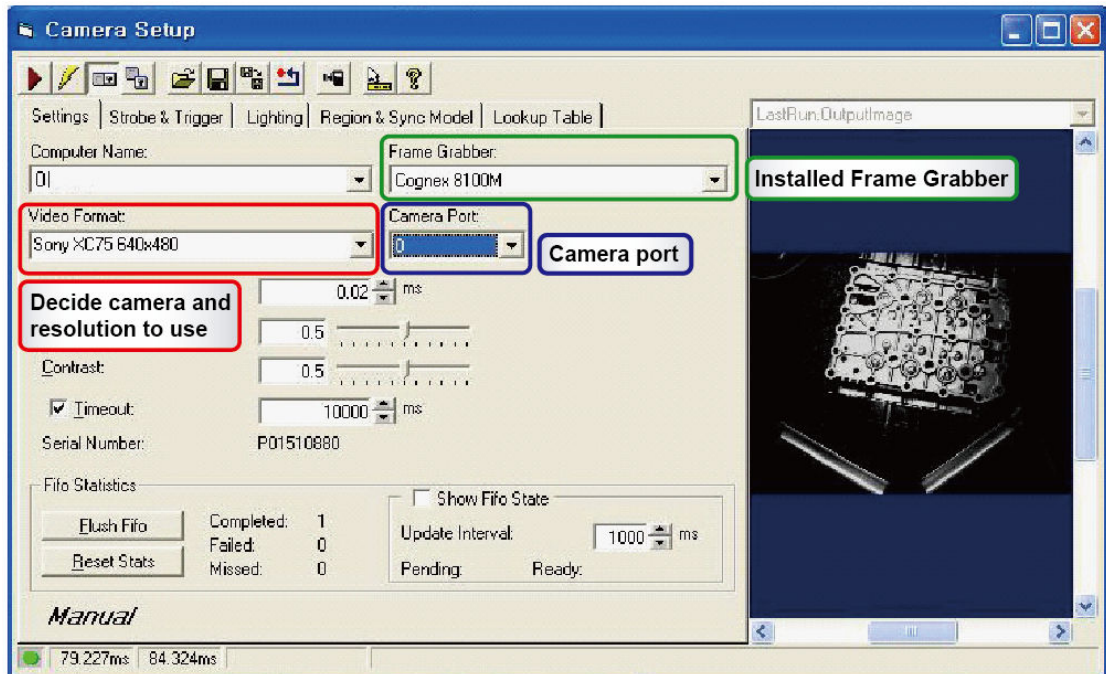 Camera Setup
Settings Strobe & Trigger Lighting Region & Sync Model Lookup Table
LastRun.OutputImage
Computer Name:
Frame Grabber:
Cognex 8100M
Installed Frame Grabber
Video Format:
Camera Port:
Sony XC75 640x480
0
Camera port
Decide camera and
resolution to use
0.02 ms
0.5
Contrast:
0.5
Timeout:
10000 ms
Serial Number:
P01510880
Fifo Statistics
Flush Fifo
Reset Stats
Completed: 1
Failed: 0
Missed: 0
Show Fifo State
Update Interval:
1000 ms
Pending: Ready:
Manual
79.227ms 84.324ms